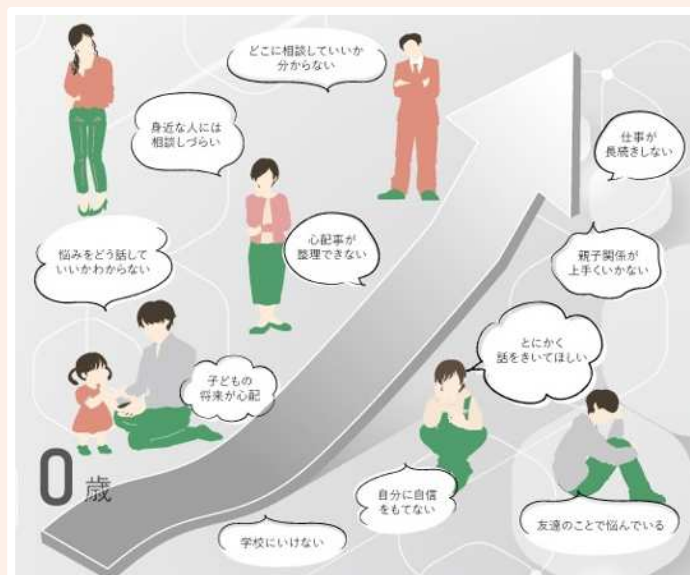 どこに相談していいか
分からない
身近な人には
相談しづらい
仕事が
長続きしない
悩みをどう話して
いいかわからない
心配事が
整理できない
親子関係が
上手くいかない
とにかく
話をきいてほしい
子どもの
将来が心配
0歳
自分に自信
をもてない
学校にいけない
友達のことで悩んでいる